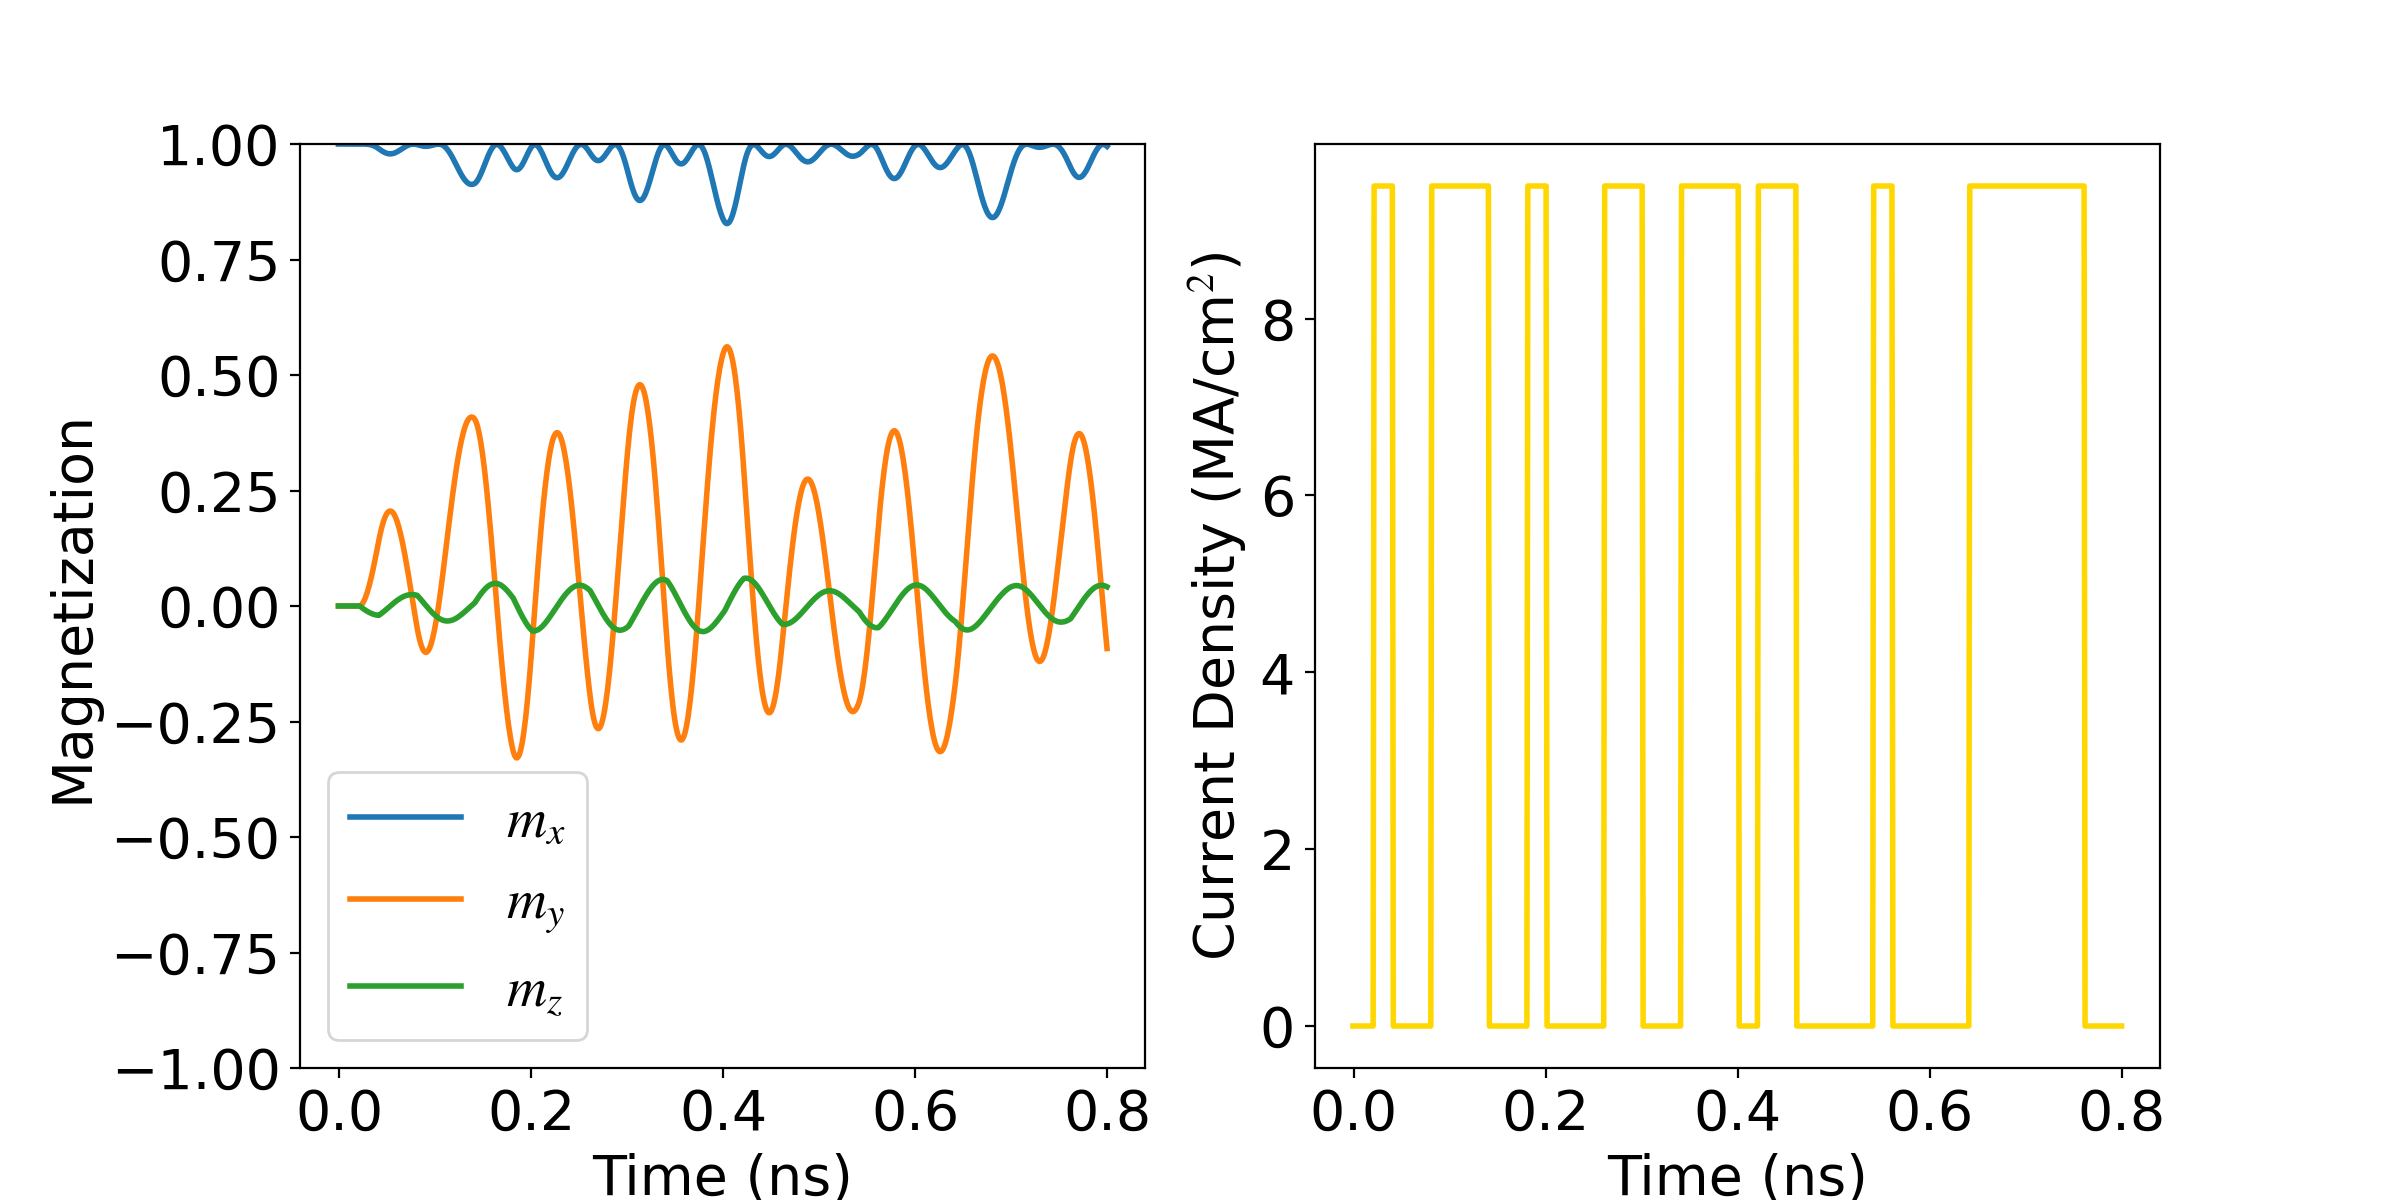 Magnetization
1.00
0.75
0.50
0.25
0.00
−0.25
−0.50
−0.75
−1.00
0.0 0.2 0.4 0.6 0.8
Time (ns)
m_x
m_y
m_z
Current Density (MA/cm²)
8
6
4
2
0
0.0 0.2 0.4 0.6 0.8
Time (ns)